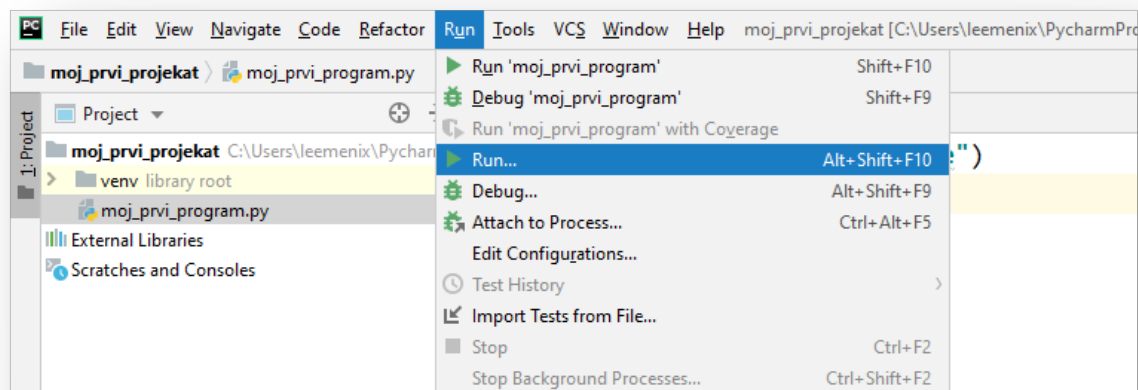 PC File Edit View Navigate Code Refactor Run Tools VCS Window Help moj_prvi_projekat [C:\Users\leemenix\PycharmPro
moj_prvi_projekat moj_prvi_program.py
1: Project
Project
moj_prvi_projekat C:\Users\leemenix\Pychar
venv library root
moj_prvi_program.py
External Libraries
Scratches and Consoles
Run 'moj_prvi_program' Shift+F10
Debug 'moj_prvi_program' Shift+F9
Run 'moj_prvi_program' with Coverage
Run... Alt+Shift+F10
Debug... Alt+Shift+F9
Attach to Process... Ctrl+Alt+F5
Edit Configurations...
Test History
Import Tests from File...
Stop Ctrl+F2
Stop Background Processes... Ctrl+Shift+F2
")